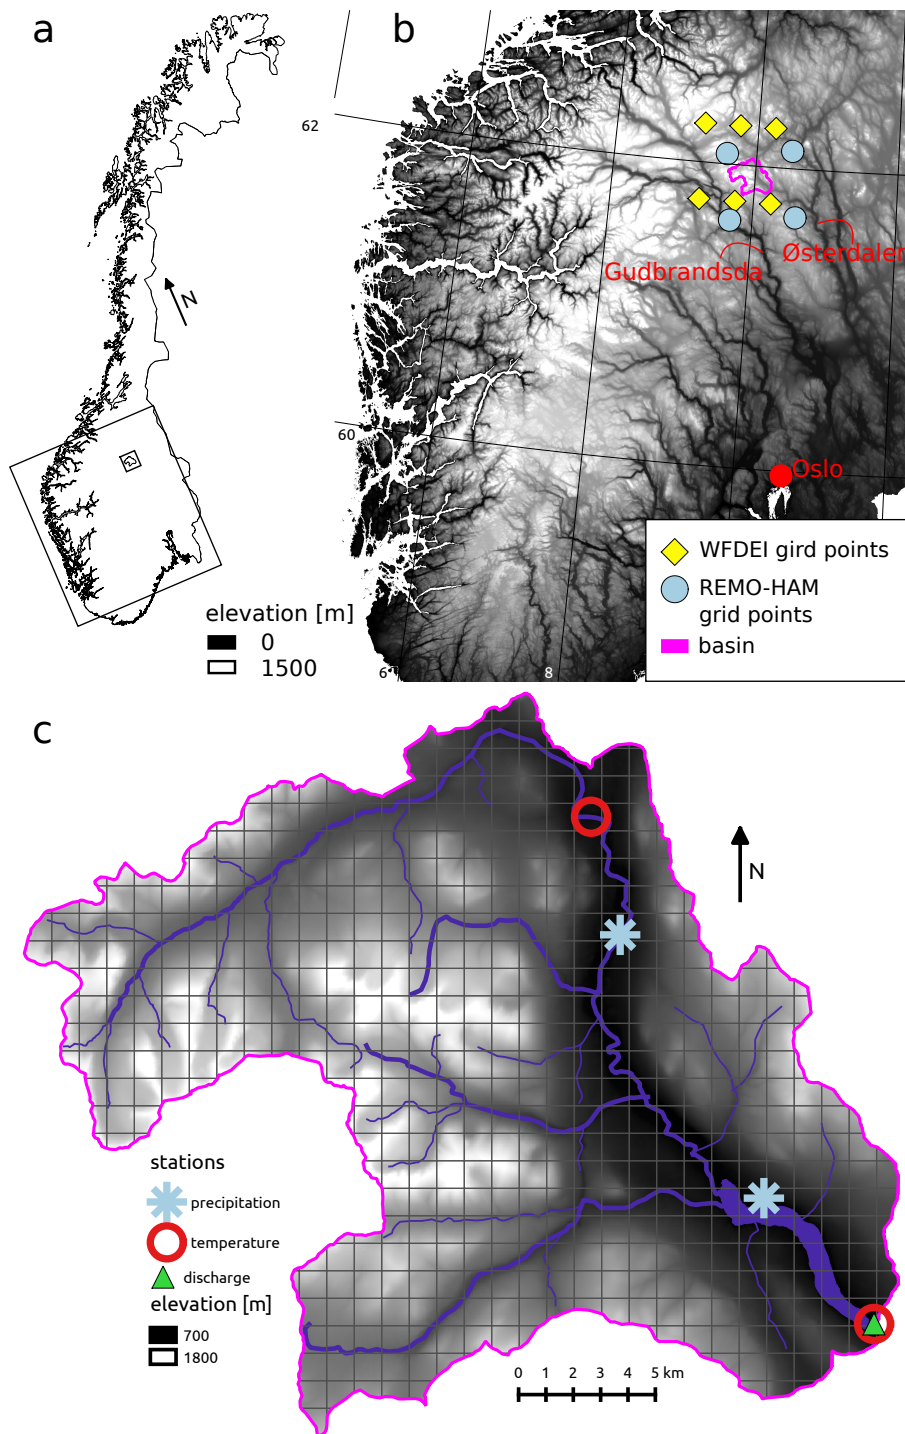 a
b
62
N
Østerdalen
Gudbrandsda
60
Oslo
WFDEI gird points
REMO-HAM
grid points
basin
elevation [m]
0
1500
6
8
c
N
stations
precipitation
temperature
discharge
elevation [m]
700
1800
0 1 2 3 4 5 km